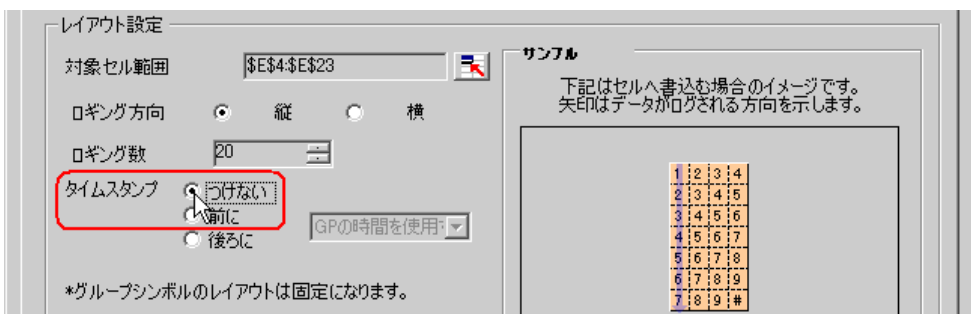 レイアウト設定
対象セル範囲 $E$4:$E$23
ロギング方向 縦 横
ロギング数 20
タイムスタンプ つけない
前に
後ろに GPの時間を使用
*グループシンボルのレイアウトは固定になります。
サンプル
下記はセルへ書込む場合のイメージです。
矢印はデータがログされる方向を示します。
1 2 3 4
2 3 4 5
3 4 5 6
4 5 6 7
5 6 7 8
6 7 8 9
7 8 9 #